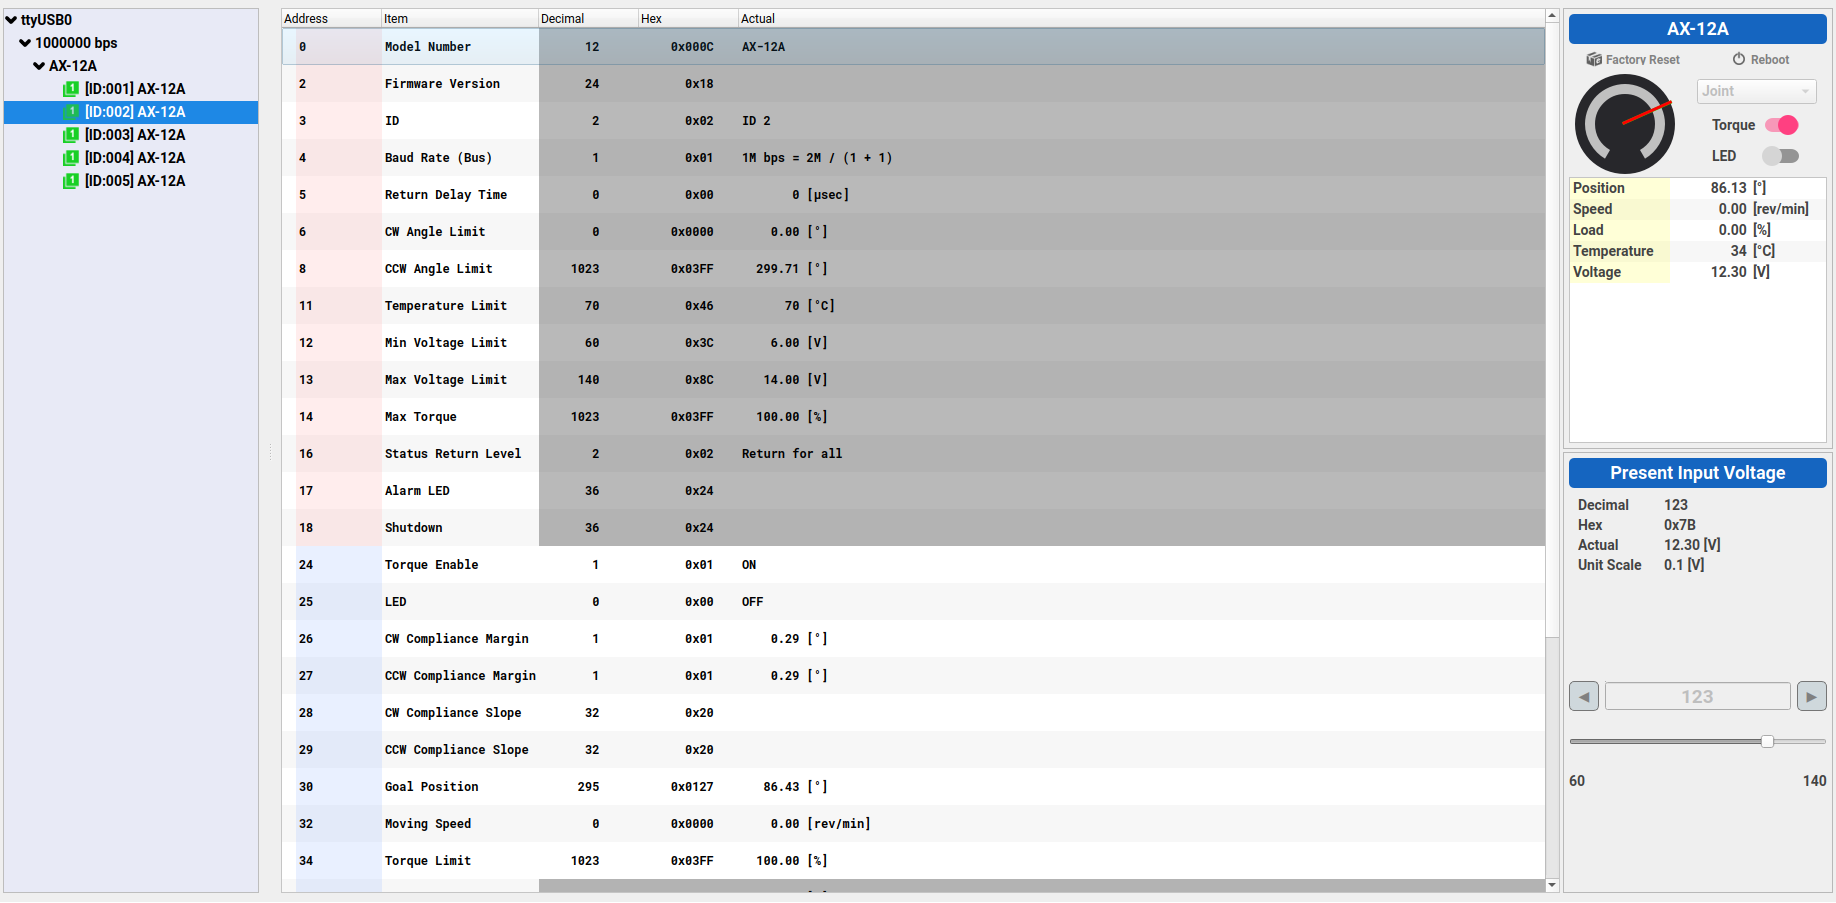 ttyUSB0
1000000 bps
AX-12A
1 [ID:001] AX-12A
1 [ID:002] AX-12A
1 [ID:003] AX-12A
1 [ID:004] AX-12A
1 [ID:005] AX-12A
Address Item Decimal Hex Actual
0 Model Number 12 0x000C AX-12A
2 Firmware Version 24 0x18
3 ID 2 0x02 ID 2
4 Baud Rate (Bus) 1 0x01 1M bps = 2M / (1 + 1)
5 Return Delay Time 0 0x00 0 [µsec]
6 CW Angle Limit 0 0x0000 0.00 [°]
8 CCW Angle Limit 1023 0x03FF 299.71 [°]
11 Temperature Limit 70 0x46 70 [°C]
12 Min Voltage Limit 60 0x3C 6.00 [V]
13 Max Voltage Limit 140 0x8C 14.00 [V]
14 Max Torque 1023 0x03FF 100.00 [%]
16 Status Return Level 2 0x02 Return for all
17 Alarm LED 36 0x24
18 Shutdown 36 0x24
24 Torque Enable 1 0x01 ON
25 LED 0 0x00 OFF
26 CW Compliance Margin 1 0x01 0.29 [°]
27 CCW Compliance Margin 1 0x01 0.29 [°]
28 CW Compliance Slope 32 0x20
29 CCW Compliance Slope 32 0x20
30 Goal Position 295 0x0127 86.43 [°]
32 Moving Speed 0 0x0000 0.00 [rev/min]
34 Torque Limit 1023 0x03FF 100.00 [%]
AX-12A
Factory Reset Reboot
Joint
Torque
LED
Position 86.13 [°]
Speed 0.00 [rev/min]
Load 0.00 [%]
Temperature 34 [°C]
Voltage 12.30 [V]
Present Input Voltage
Decimal 123
Hex 0x7B
Actual 12.30 [V]
Unit Scale 0.1 [V]
123
60 140